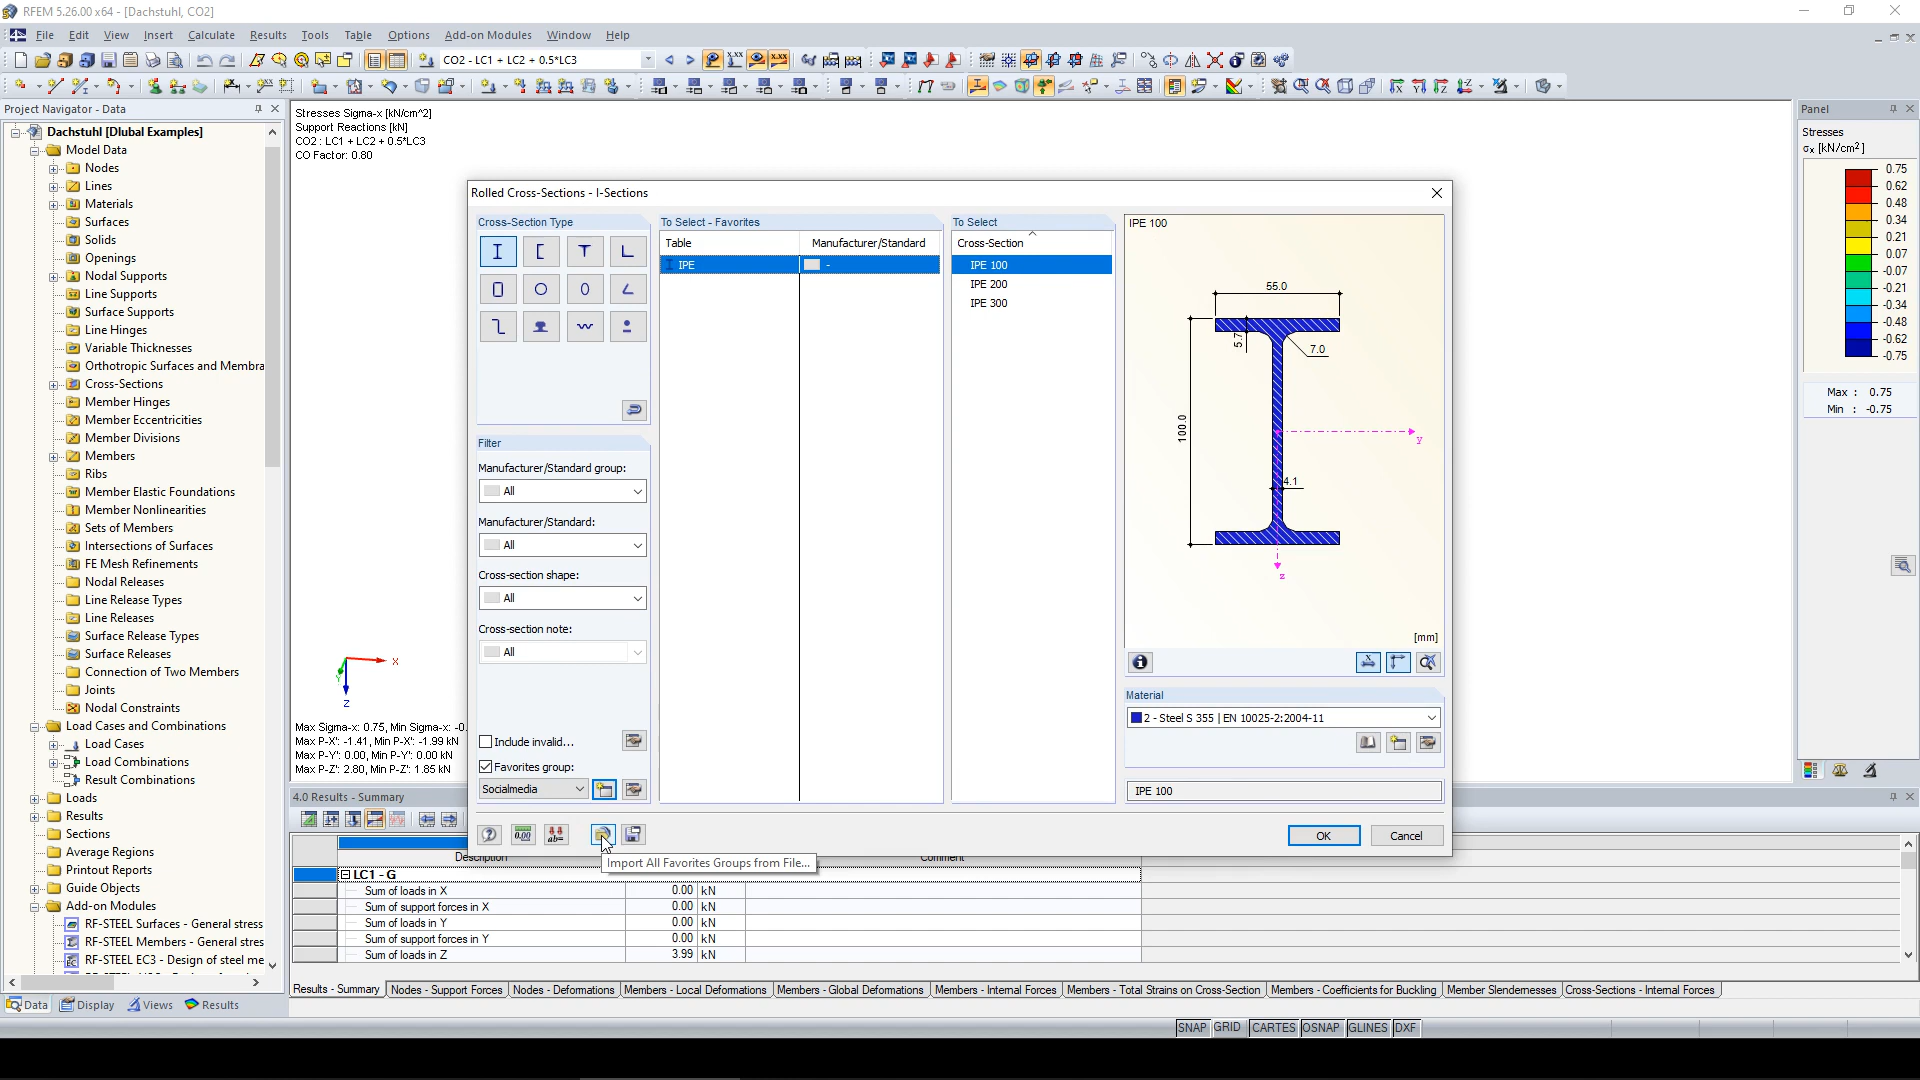 RFEM 5.26.00 x64 - [Dachstuhl, CO2]
File Edit View Insert Calculate Results Tools Table Options Add-on Modules Window Help
CO2 - LC1 + LC2 + 0.5*LC3
Project Navigator - Data
Dachstuhl [Dlubal Examples]
Model Data
Nodes
Lines
Materials
Surfaces
Solids
Openings
Nodal Supports
Line Supports
Surface Supports
Line Hinges
Variable Thicknesses
Orthotropic Surfaces and Membra
Cross-Sections
Member Hinges
Member Eccentricities
Member Divisions
Members
Ribs
Member Elastic Foundations
Member Nonlinearities
Sets of Members
Intersections of Surfaces
FE Mesh Refinements
Nodal Releases
Line Release Types
Line Releases
Surface Release Types
Surface Releases
Connection of Two Members
Joints
Nodal Constraints
Load Cases and Combinations
Load Cases
Load Combinations
Result Combinations
Loads
Results
Sections
Average Regions
Printout Reports
Guide Objects
Add-on Modules
RF-STEEL Surfaces - General stress
RF-STEEL Members - General stres
RF-STEEL EC3 - Design of steel me
Data Display Views Results
Stresses Sigma-x [kN/cm^2]
Support Reactions [kN]
CO2 : LC1 + LC2 + 0.5*LC3
CO Factor: 0.80
X
Y
Z
Max Sigma-x: 0.75, Min Sigma-x: -0.
Max P-X': -1.41, Min P-X': -1.99 kN
Max P-Y': 0.00, Min P-Y': 0.00 kN
Max P-Z': 2.80, Min P-Z': 1.85 kN
Rolled Cross-Sections - I-Sections
Cross-Section Type
Filter
Manufacturer/Standard group:
All
Manufacturer/Standard:
All
Cross-section shape:
All
Cross-section note:
All
Include invalid...
Favorites group:
Socialmedia
To Select - Favorites
Table Manufacturer/Standard
IPE -
To Select
Cross-Section
IPE 100
IPE 200
IPE 300
IPE 100
55.0
5.7
7.0
100.0
y
4.1
z
[mm]
Material
2 - Steel S 355 | EN 10025-2:2004-11
IPE 100
OK Cancel
Import All Favorites Groups from File...
Panel
Stresses
σx [kN/cm²]
0.75
0.62
0.48
0.34
0.21
0.07
-0.07
-0.21
-0.34
-0.48
-0.62
-0.75
Max : 0.75
Min : -0.75
4.0 Results - Summary
Description Comment
LC1 - G
Sum of loads in X 0.00 kN
Sum of support forces in X 0.00 kN
Sum of loads in Y 0.00 kN
Sum of support forces in Y 0.00 kN
Sum of loads in Z 3.99 kN
Results - Summary Nodes - Support Forces Nodes - Deformations Members - Local Deformations Members - Global Deformations Members - Internal Forces Members - Total Strains on Cross-Section Members - Coefficients for Buckling Member Slendernesses Cross-Sections - Internal Forces
SNAP GRID CARTES OSNAP GLINES DXF